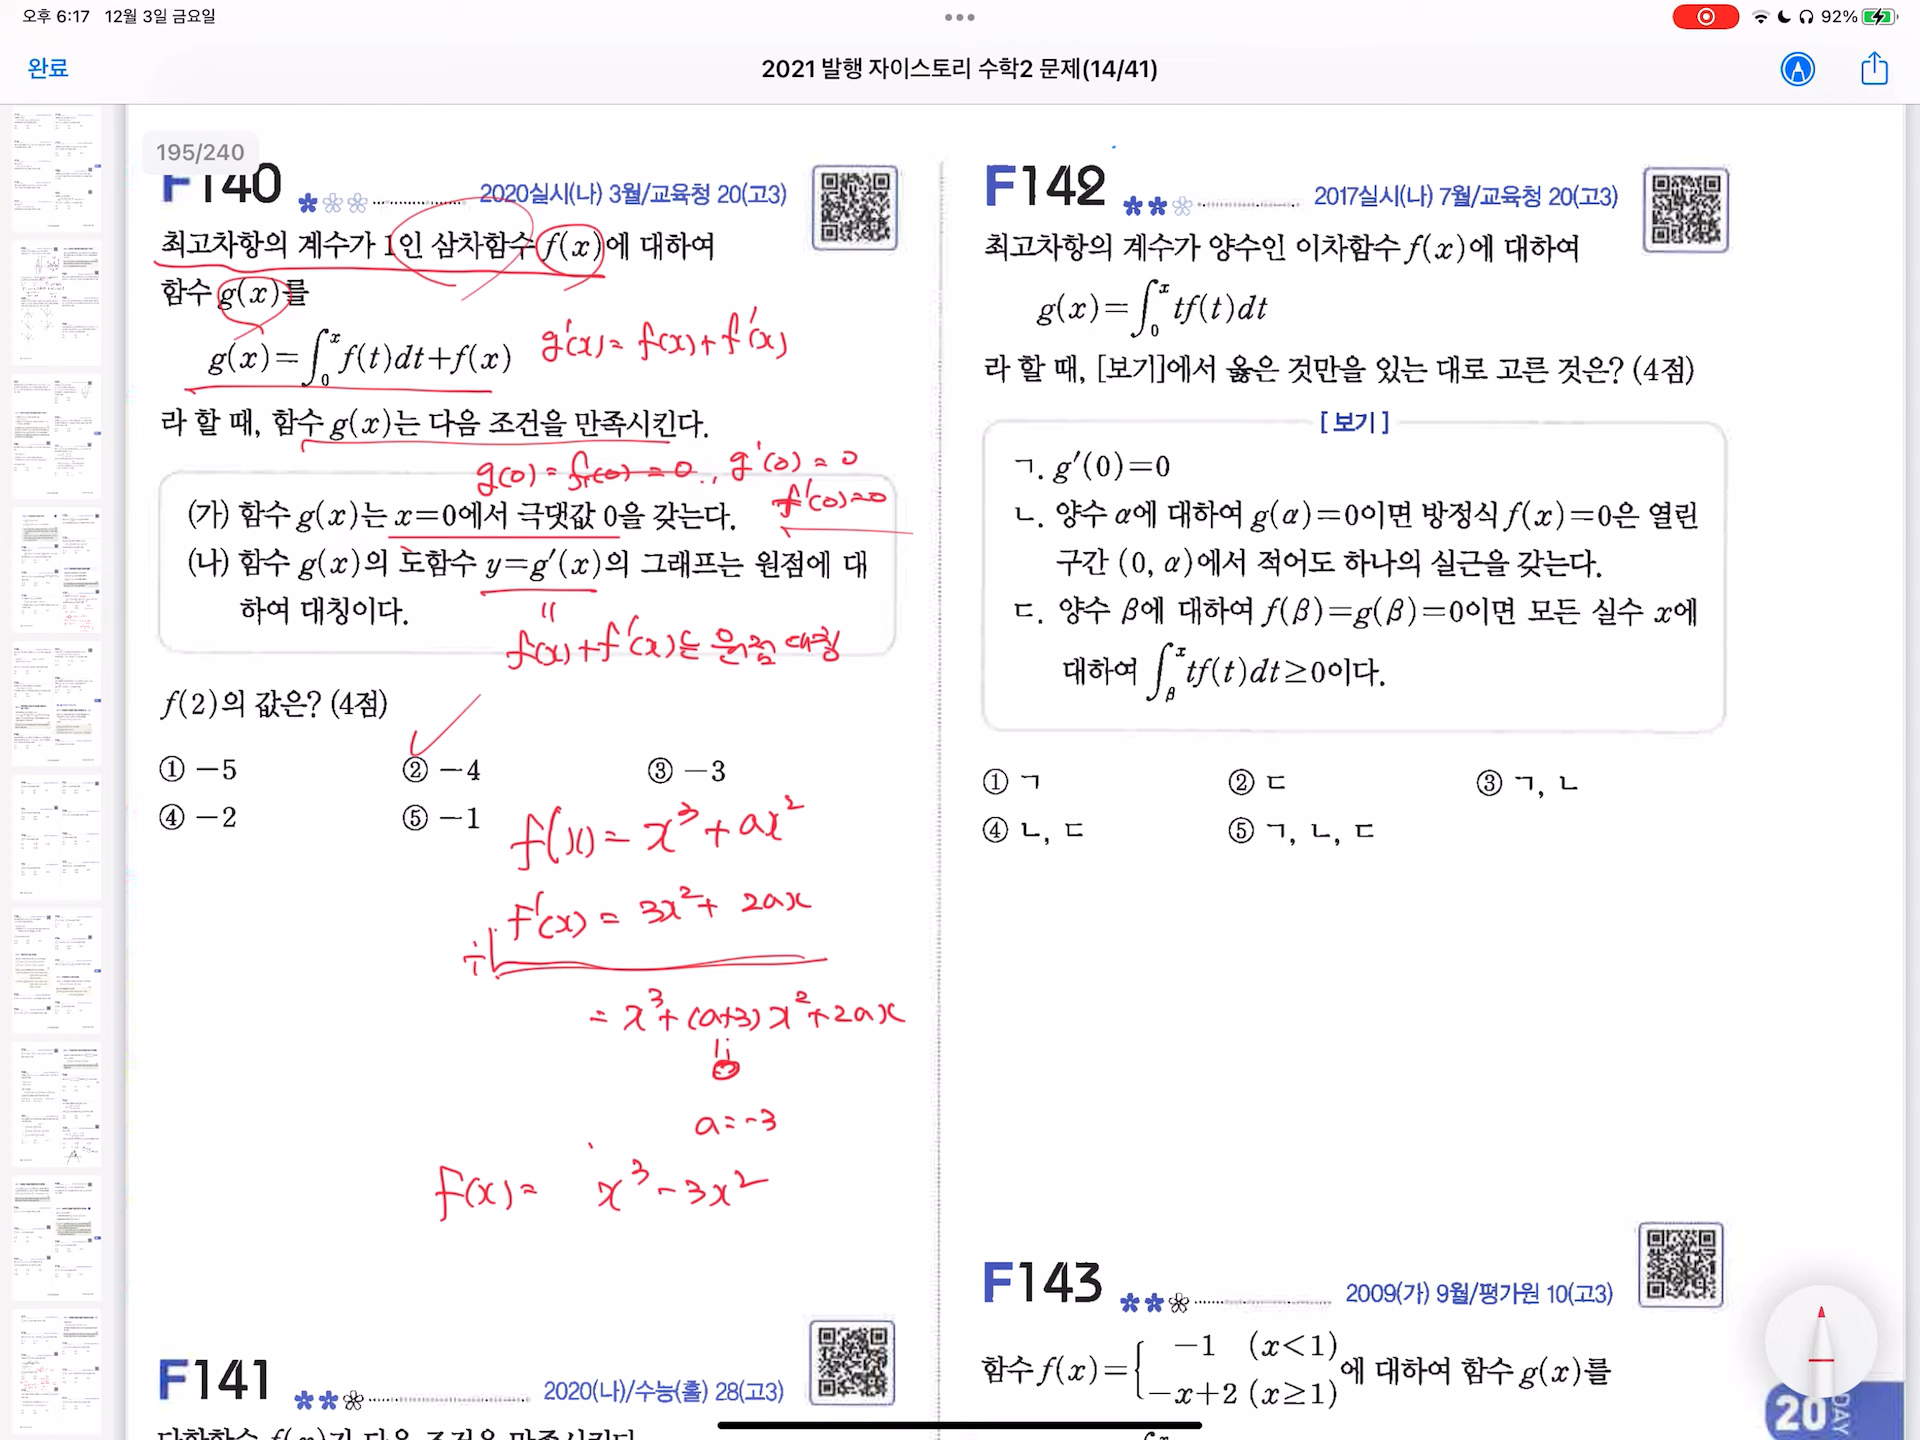 오후 6:17 12월 3일 금요일
92%
완료
2021 발행 자이스토리 수학2 문제(14/41)
195/240
F140
2020실시(나) 3월/교육청 20(고3)
최고차항의 계수가 1인 삼차함수 f(x)에 대하여
함수 g(x)를
g(x)=∫₀ˣ f(t)dt+f(x)
g'(x)= f(x)+f'(x)
라 할 때, 함수 g(x)는 다음 조건을 만족시킨다.
g(0)=f(0)=0, g'(0)=0
f'(0)=0
(가) 함수 g(x)는 x=0에서 극댓값 0을 갖는다.
(나) 함수 g(x)의 도함수 y=g'(x)의 그래프는 원점에 대
하여 대칭이다.
f(x)+f'(x)는 원점 대칭
f(2)의 값은? (4점)
① -5 ② -4 ③ -3
④ -2 ⑤ -1
f(x)= x³+ax²
f'(x) = 3x²+ 2ax
= x³+(a+3)x²+2ax
a=-3
f(x)= x³-3x²
F141
2020(나)/수능(홀) 28(고3)
다항함수 f(x)가 다음 조건을 만족시킨다.
F142
2017실시(나) 7월/교육청 20(고3)
최고차항의 계수가 양수인 이차함수 f(x)에 대하여
g(x)=∫₀ˣ tf(t)dt
라 할 때, [보기]에서 옳은 것만을 있는 대로 고른 것은? (4점)
[보기]
ㄱ. g'(0)=0
ㄴ. 양수 α에 대하여 g(α)=0이면 방정식 f(x)=0은 열린
구간 (0, α)에서 적어도 하나의 실근을 갖는다.
ㄷ. 양수 β에 대하여 f(β)=g(β)=0이면 모든 실수 x에
대하여 ∫ᵦˣ tf(t)dt≥0이다.
① ㄱ ② ㄷ ③ ㄱ, ㄴ
④ ㄴ, ㄷ ⑤ ㄱ, ㄴ, ㄷ
F143
2009(가) 9월/평가원 10(고3)
함수 f(x)={ -1 (x<1)
-x+2 (x≥1) 에 대하여 함수 g(x)를
20 DAY